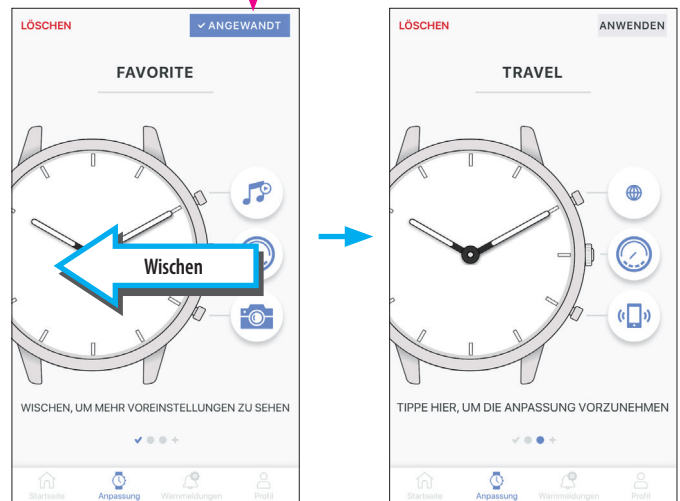 LÖSCHEN
✓ ANGEWANDT
FAVORITE
Wischen
WISCHEN, UM MEHR VOREINSTELLUNGEN ZU SEHEN
Startseite Anpassung Warnmeldungen Profil
LÖSCHEN
ANWENDEN
TRAVEL
TIPPE HIER, UM DIE ANPASSUNG VORZUNEHMEN
Startseite Anpassung Warnmeldungen Profil